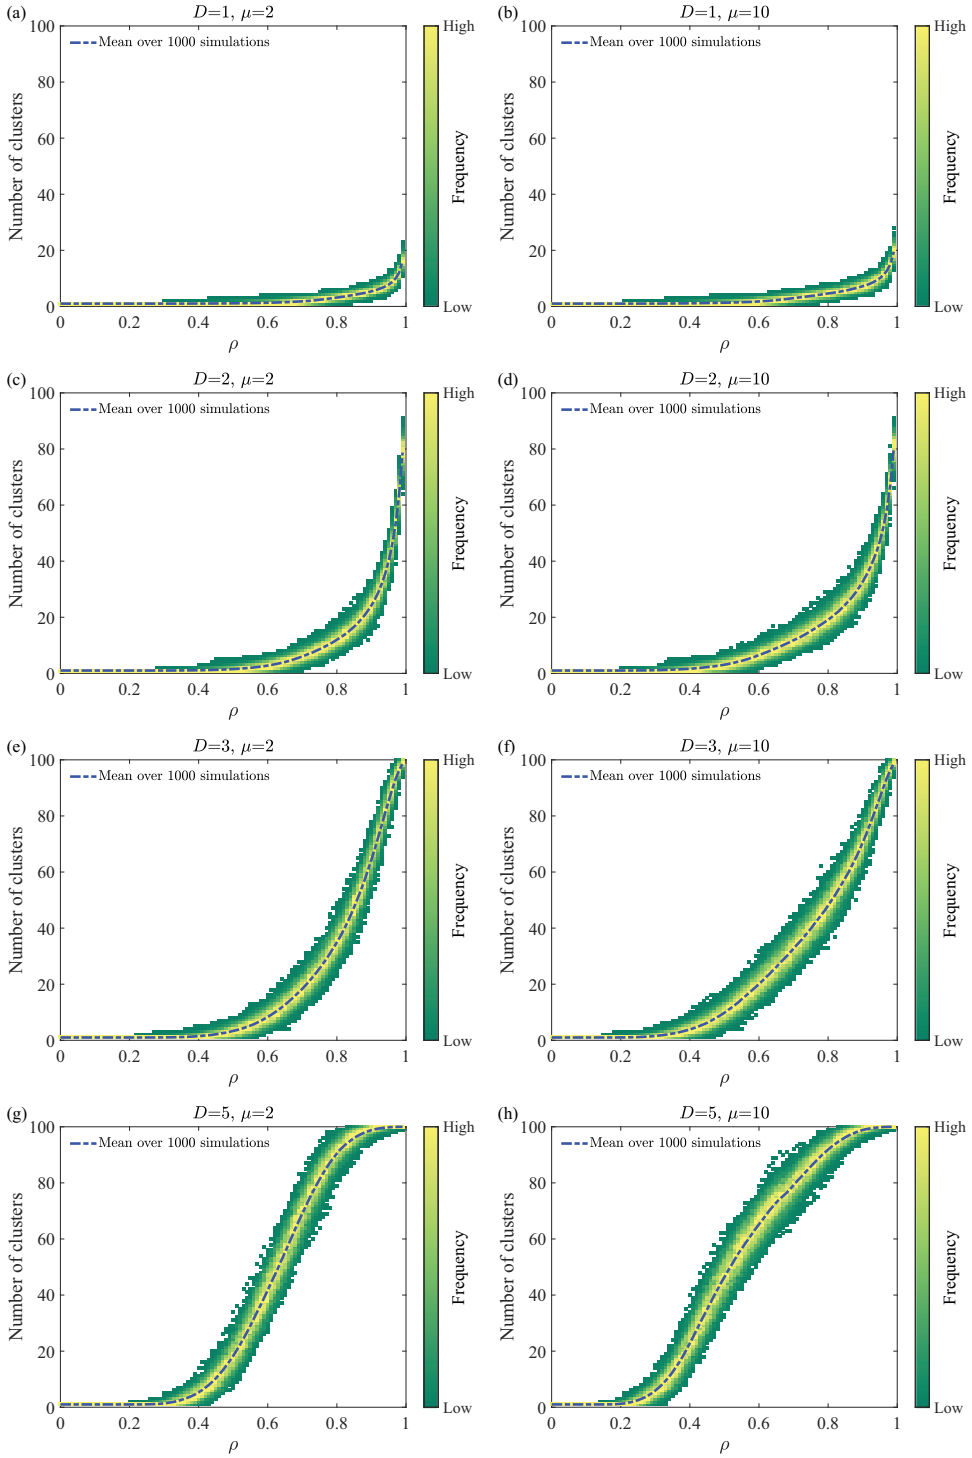 (a)
D=1, μ=2
100
80
60
40
20
0
Number of clusters
Mean over 1000 simulations
0 0.2 0.4 0.6 0.8 1
ρ
High
Frequency
Low
(b)
D=1, μ=10
100
80
60
40
20
0
Number of clusters
Mean over 1000 simulations
0 0.2 0.4 0.6 0.8 1
ρ
High
Frequency
Low
(c)
D=2, μ=2
100
80
60
40
20
0
Number of clusters
Mean over 1000 simulations
0 0.2 0.4 0.6 0.8 1
ρ
High
Frequency
Low
(d)
D=2, μ=10
100
80
60
40
20
0
Number of clusters
Mean over 1000 simulations
0 0.2 0.4 0.6 0.8 1
ρ
High
Frequency
Low
(e)
D=3, μ=2
100
80
60
40
20
0
Number of clusters
Mean over 1000 simulations
0 0.2 0.4 0.6 0.8 1
ρ
High
Frequency
Low
(f)
D=3, μ=10
100
80
60
40
20
0
Number of clusters
Mean over 1000 simulations
0 0.2 0.4 0.6 0.8 1
ρ
High
Frequency
Low
(g)
D=5, μ=2
100
80
60
40
20
0
Number of clusters
Mean over 1000 simulations
0 0.2 0.4 0.6 0.8 1
ρ
High
Frequency
Low
(h)
D=5, μ=10
100
80
60
40
20
0
Number of clusters
Mean over 1000 simulations
0 0.2 0.4 0.6 0.8 1
ρ
High
Frequency
Low